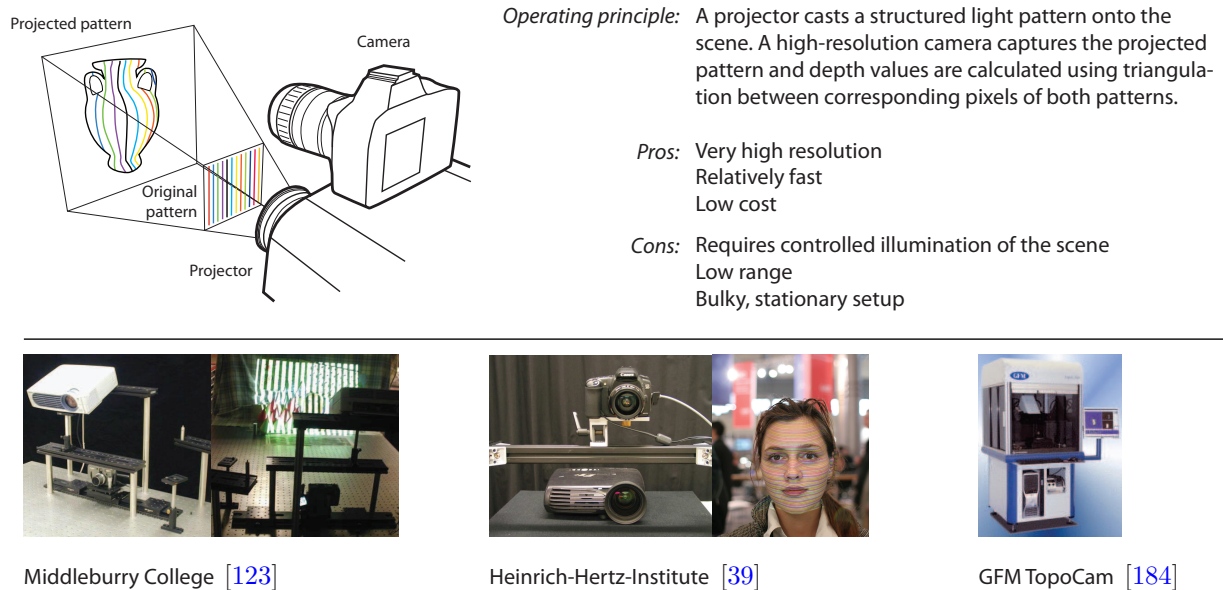 Projected pattern
Camera
Original
pattern
Projector
Operating principle: A projector casts a structured light pattern onto the
scene. A high-resolution camera captures the projected
pattern and depth values are calculated using triangula-
tion between corresponding pixels of both patterns.
Pros: Very high resolution
Relatively fast
Low cost
Cons: Requires controlled illumination of the scene
Low range
Bulky, stationary setup
GFM
Middleburry College [123]
Heinrich-Hertz-Institute [39]
GFM TopoCam [184]